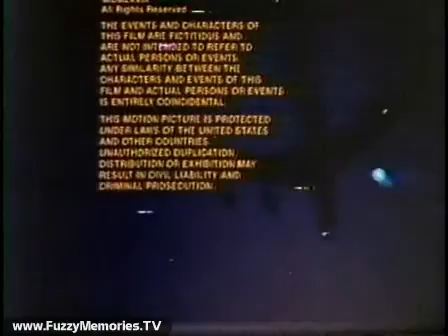 All Rights Reserved
THE EVENTS AND CHARACTERS OF
THIS FILM ARE FICTITIOUS AND
ARE NOT INTENDED TO REFER TO
ACTUAL PERSONS OR EVENTS.
ANY SIMILARITY BETWEEN THE
CHARACTERS AND EVENTS OF THIS
FILM AND ACTUAL PERSONS OR EVENTS
IS ENTIRELY COINCIDENTAL.
THIS MOTION PICTURE IS PROTECTED
UNDER LAWS OF THE UNITED STATES
AND OTHER COUNTRIES.
UNAUTHORIZED DUPLICATION,
DISTRIBUTION OR EXHIBITION MAY
RESULT IN CIVIL LIABILITY AND
CRIMINAL PROSECUTION.
www.FuzzyMemories.TV